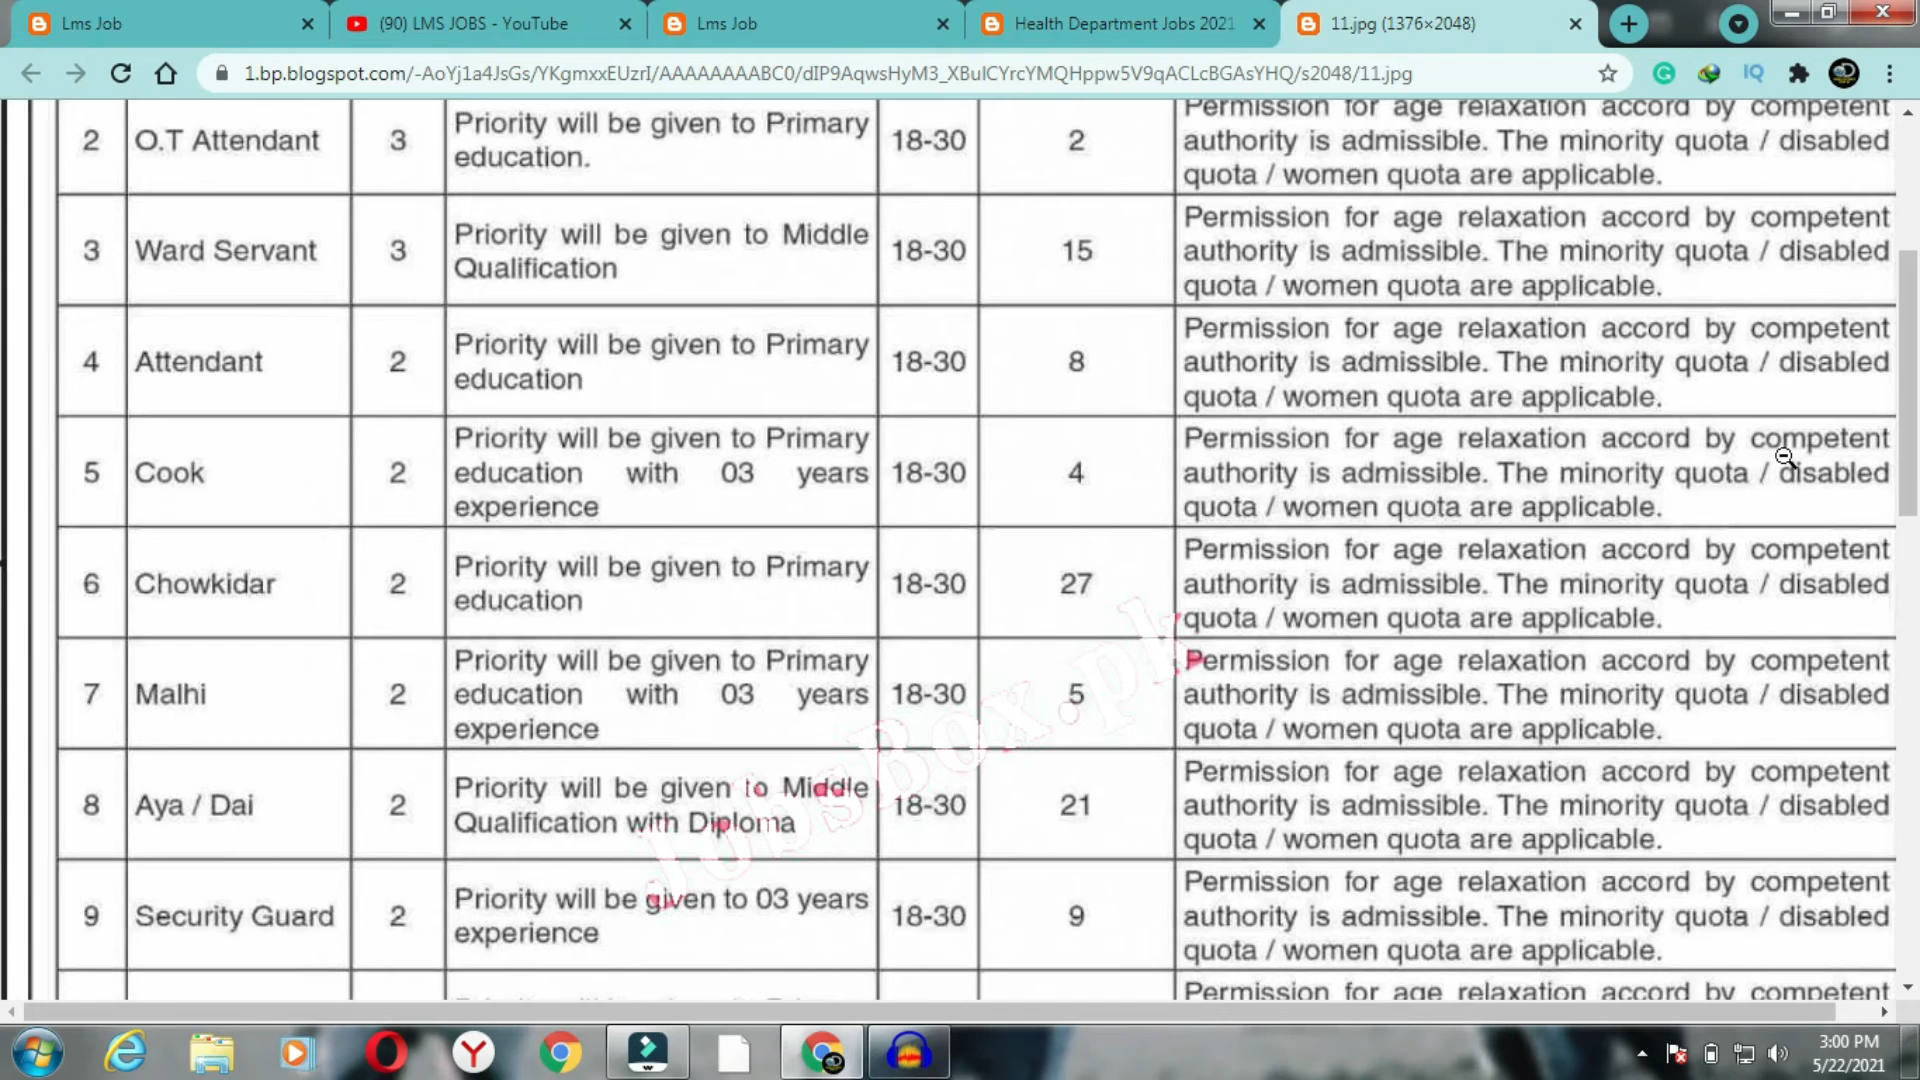 Lms Job
(90) LMS JOBS - YouTube
Lms Job
Health Department Jobs 2021
11.jpg (1376×2048)
1.bp.blogspot.com/-AoYj1a4JsGs/YKgmxxEUzrI/AAAAAAAABC0/dIP9AqwsHyM3_XBulCYrcYMQHppw5V9qACLcBGAsYHQ/s2048/11.jpg
2 O.T Attendant 3 Priority will be given to Primary education. 18-30 2 Permission for age relaxation accord by competent
authority is admissible. The minority quota / disabled
quota / women quota are applicable.
3 Ward Servant 3 Priority will be given to Middle
Qualification 18-30 15 Permission for age relaxation accord by competent
authority is admissible. The minority quota / disabled
quota / women quota are applicable.
4 Attendant 2 Priority will be given to Primary
education 18-30 8 Permission for age relaxation accord by competent
authority is admissible. The minority quota / disabled
quota / women quota are applicable.
5 Cook 2 Priority will be given to Primary
education with 03 years
experience 18-30 4 Permission for age relaxation accord by competent
authority is admissible. The minority quota / disabled
quota / women quota are applicable.
6 Chowkidar 2 Priority will be given to Primary
education 18-30 27 Permission for age relaxation accord by competent
authority is admissible. The minority quota / disabled
quota / women quota are applicable.
7 Malhi 2 Priority will be given to Primary
education with 03 years
experience 18-30 5 Permission for age relaxation accord by competent
authority is admissible. The minority quota / disabled
quota / women quota are applicable.
8 Aya / Dai 2 Priority will be given to Middle
Qualification with Diploma 18-30 21 Permission for age relaxation accord by competent
authority is admissible. The minority quota / disabled
quota / women quota are applicable.
9 Security Guard 2 Priority will be given to 03 years
experience 18-30 9 Permission for age relaxation accord by competent
authority is admissible. The minority quota / disabled
quota / women quota are applicable.
Permission for age relaxation accord by competent
JobsBox.pk
3:00 PM
5/22/2021